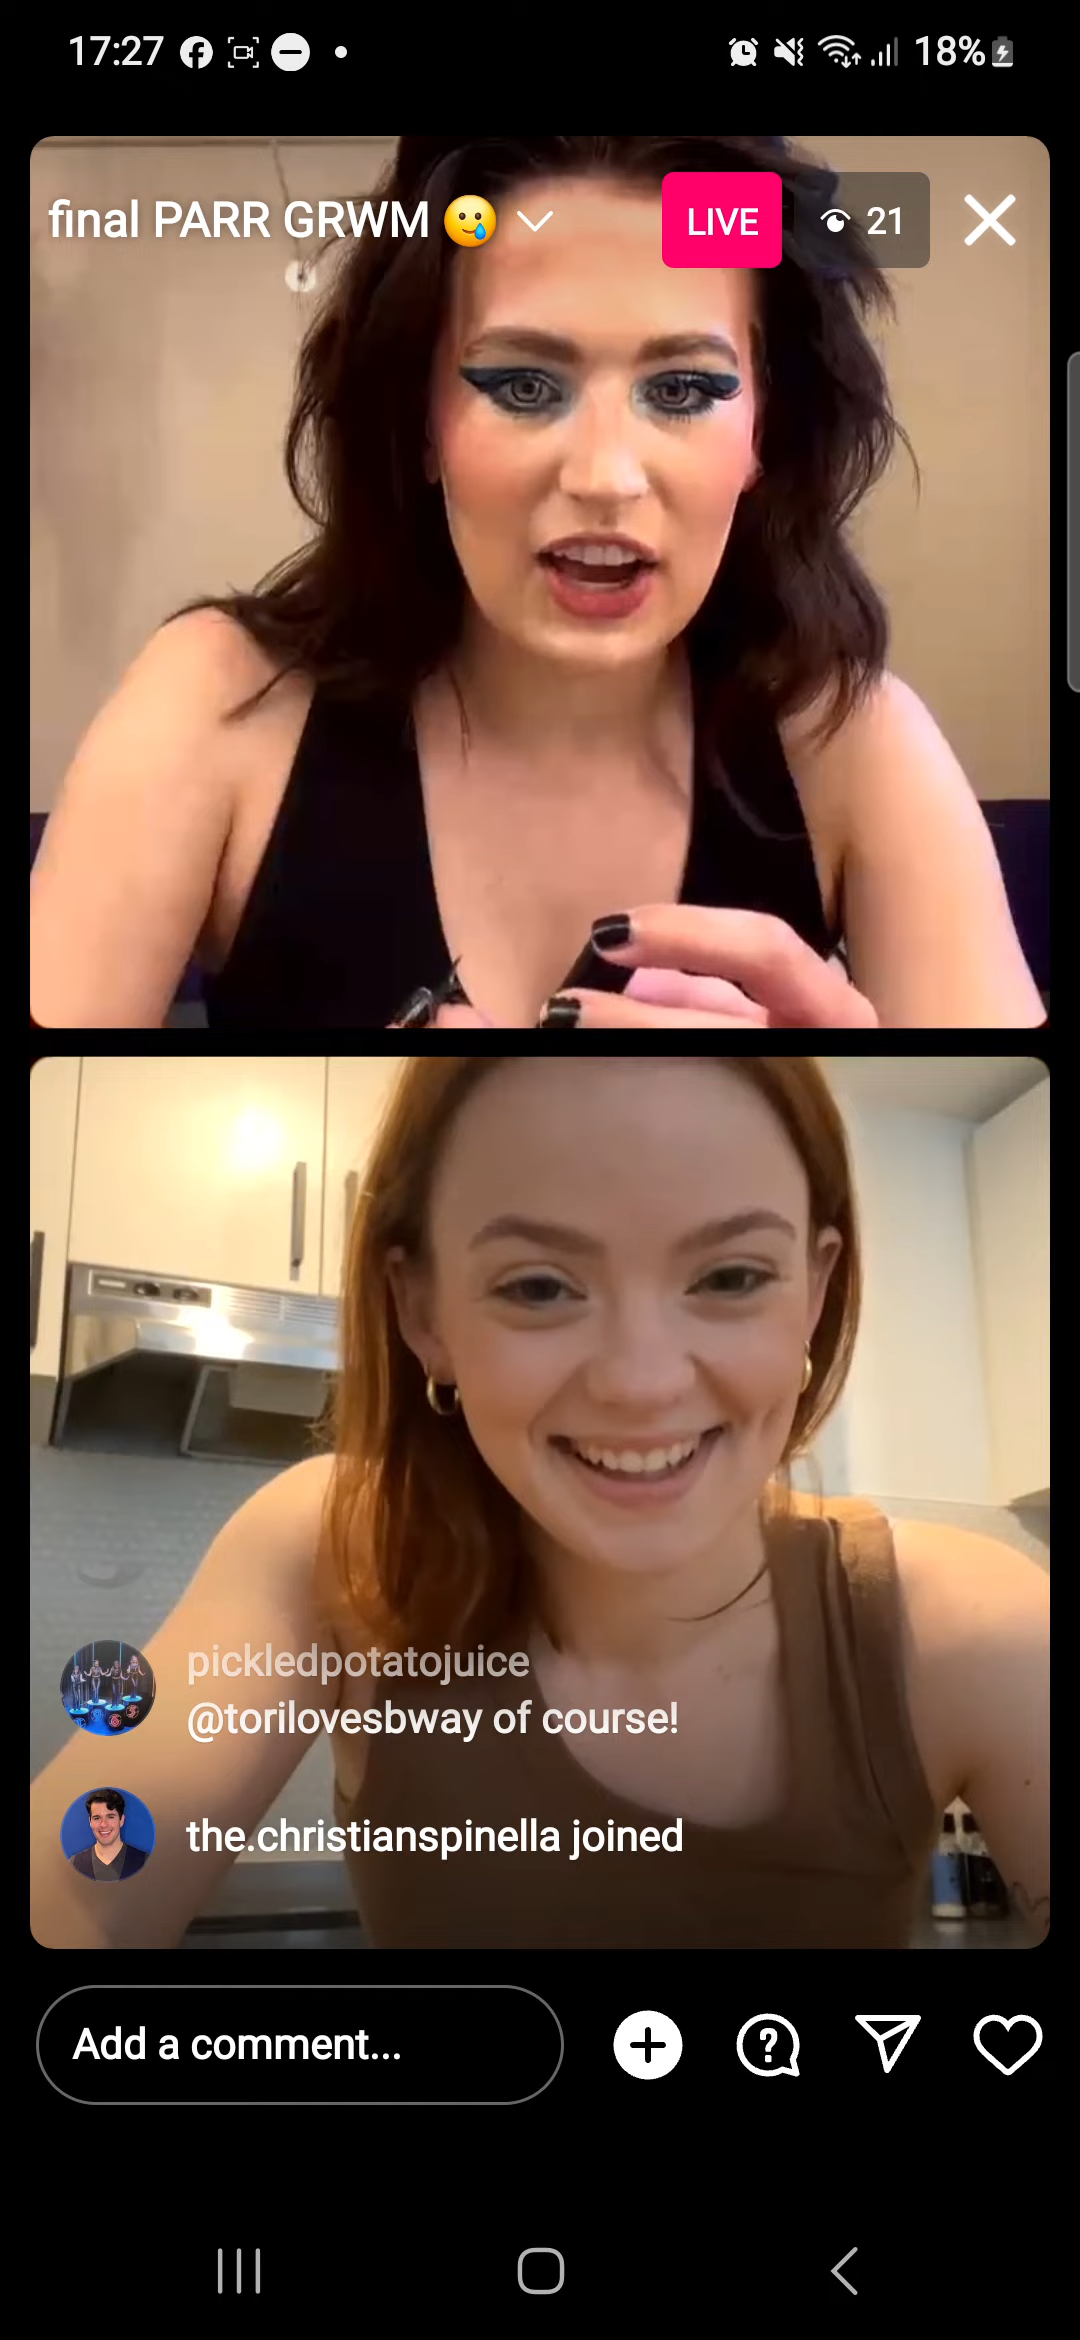 17:27
18%
final PARR GRWM 🥲
LIVE
21
pickledpotatojuice
@torilovesbway of course!
the.christianspinella joined
Add a comment...